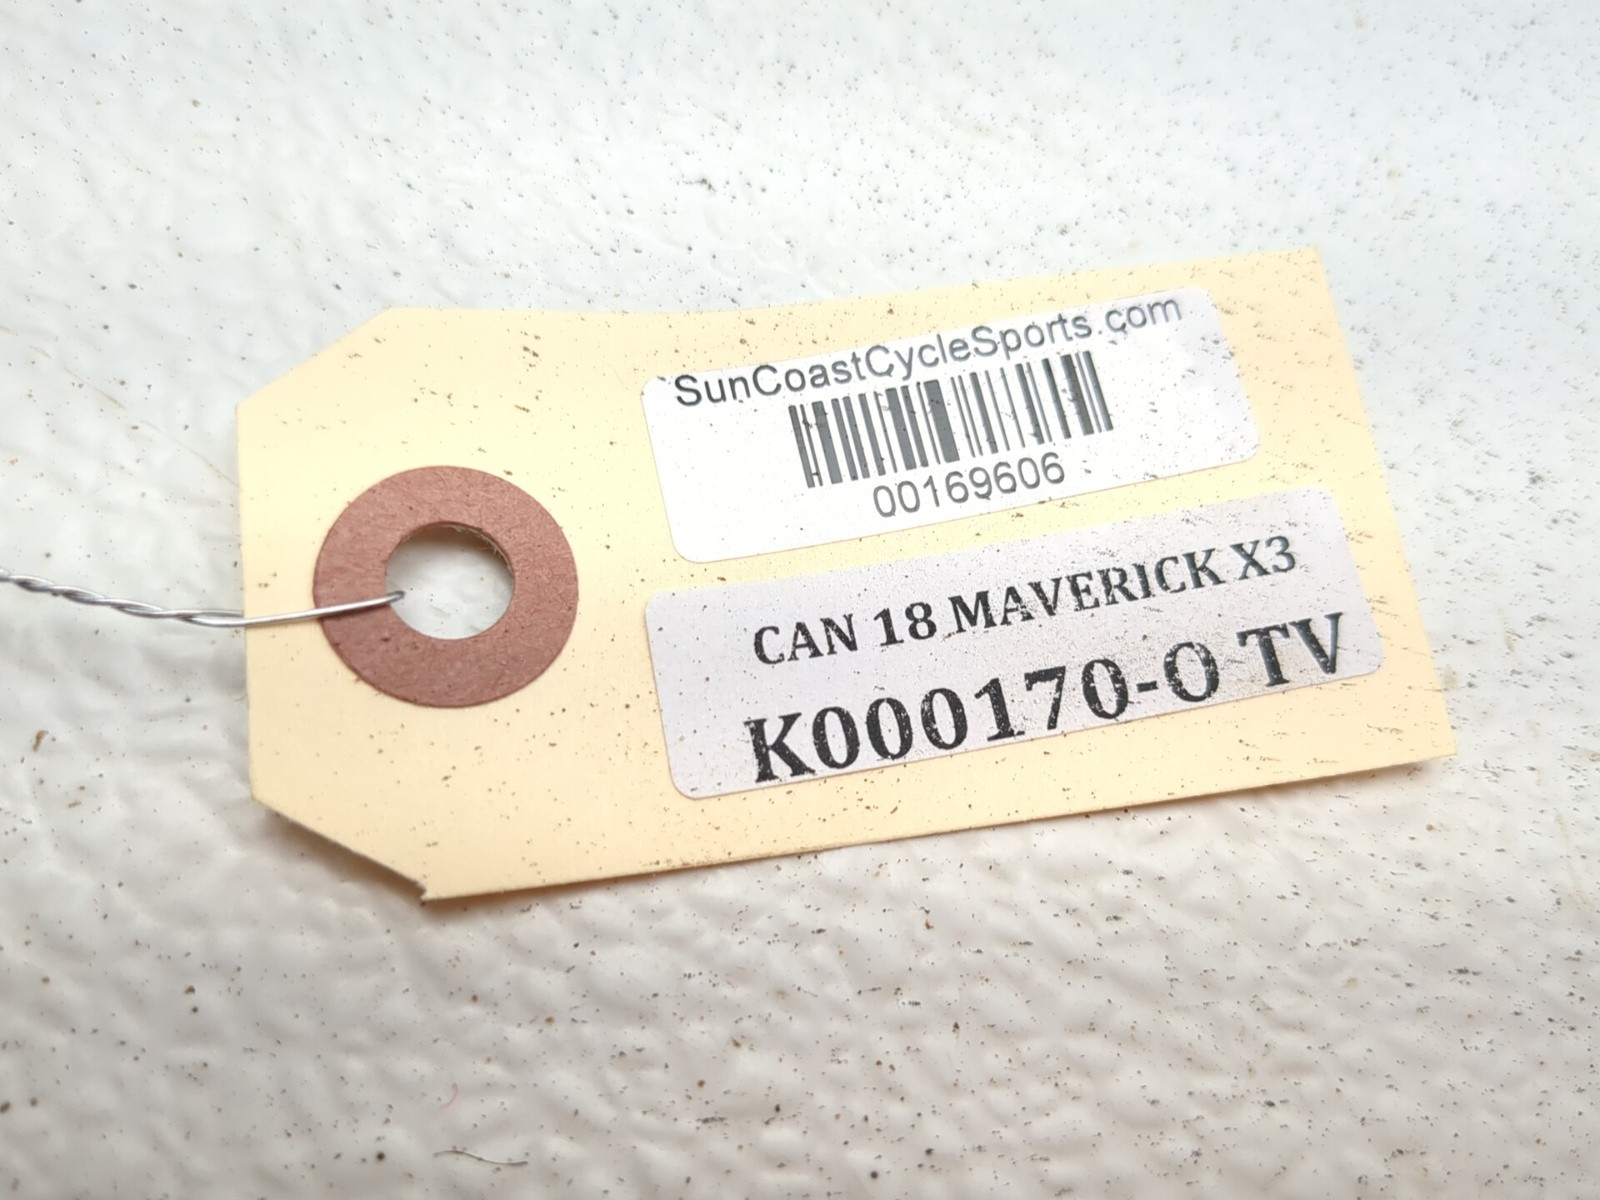 SunCoastCycleSports.com
00169606
CAN 18 MAVERICK X3
K000170-O TV